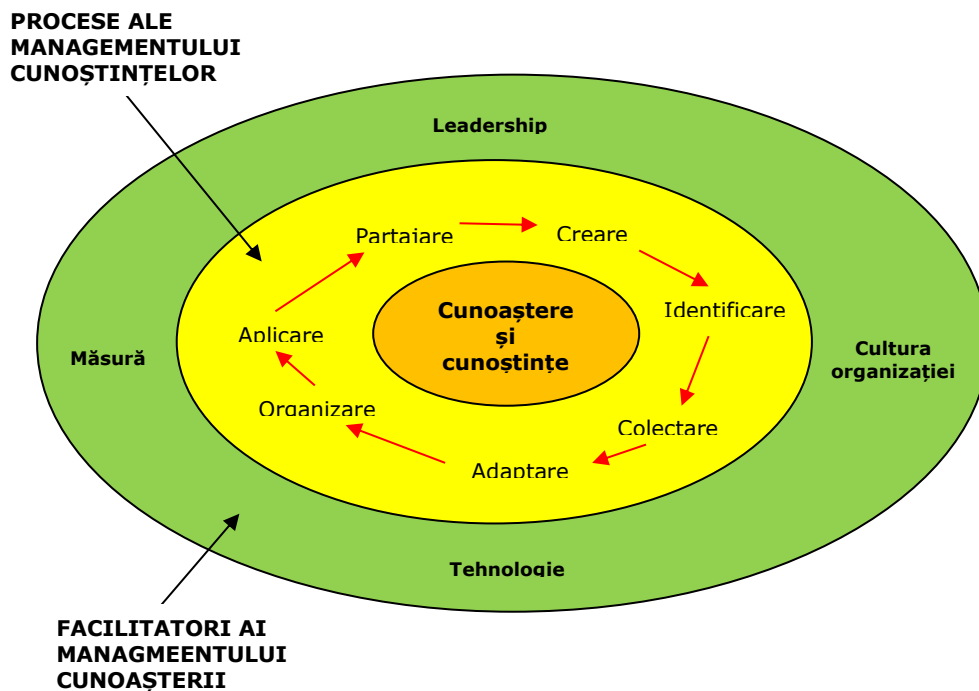 PROCESE ALE
MANAGEMENTULUI
CUNOȘTINȚELOR
Leadership
Partajare
Creare
Identificare
Cunoaștere
și
cunoștințe
Aplicare
Măsură
Cultura
organizației
Organizare
Colectare
Adaptare
Tehnologie
FACILITATORI AI
MANAGMEENTULUI
CUNOAȘTERII